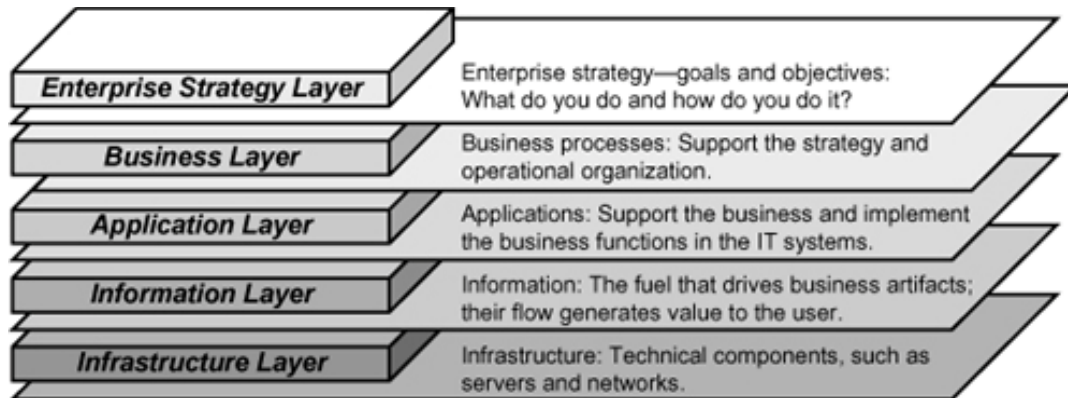 Enterprise Strategy Layer
Enterprise strategy—goals and objectives:
What do you do and how do you do it?
Business Layer
Business processes: Support the strategy and
operational organization.
Application Layer
Applications: Support the business and implement
the business functions in the IT systems.
Information Layer
Information: The fuel that drives business artifacts;
their flow generates value to the user.
Infrastructure Layer
Infrastructure: Technical components, such as
servers and networks.